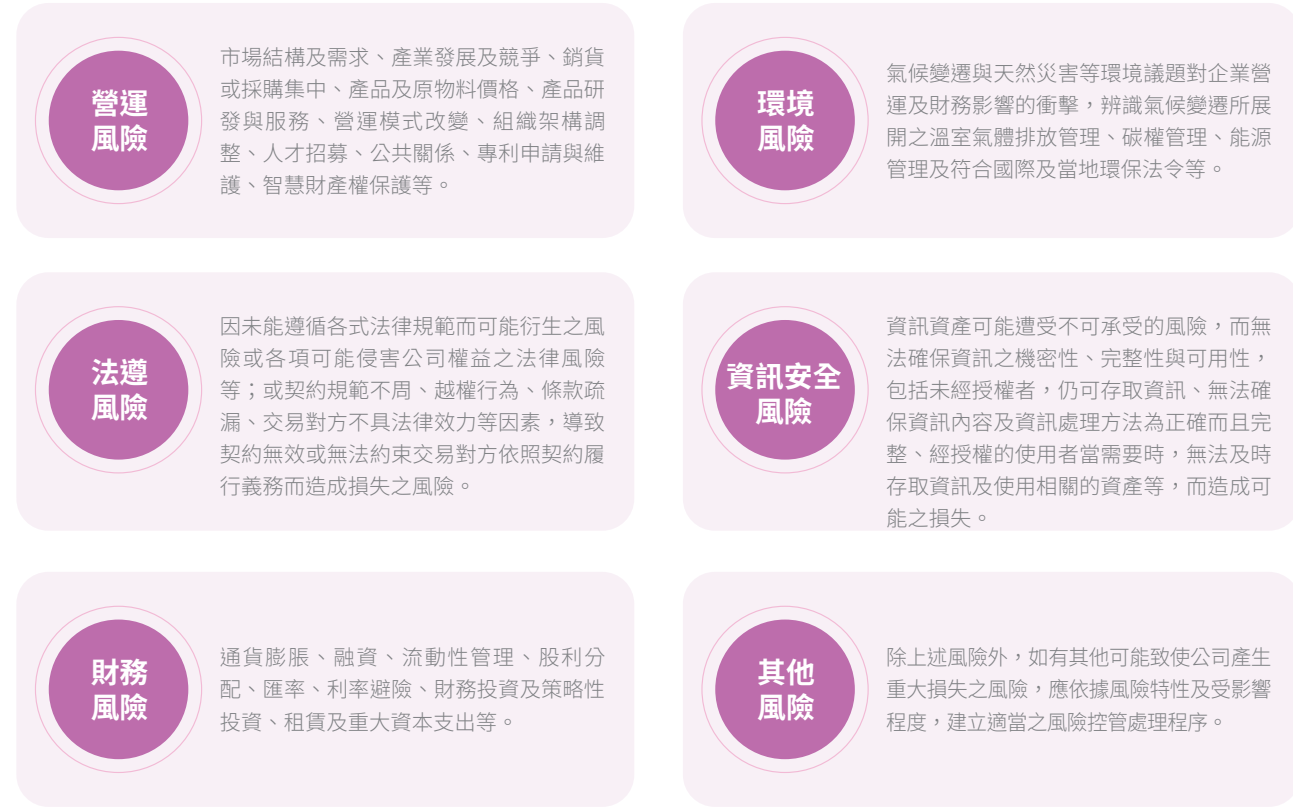 營運
風險
市場結構及需求、產業發展及競爭、銷貨
或採購集中、產品及原物料價格、產品研
發與服務、營運模式改變、組織架構調
整、人才招募、公共關係、專利申請與維
護、智慧財產權保護等。
環境
風險
氣候變遷與天然災害等環境議題對企業營
運及財務影響的衝擊，辨識氣候變遷所展
開之溫室氣體排放管理、碳權管理、能源
管理及符合國際及當地環保法令等。
法遵
風險
因未能遵循各式法律規範而可能衍生之風
險或各項可能侵害公司權益之法律風險
等；或契約規範不周、越權行為、條款疏
漏、交易對方不具法律效力等因素，導致
契約無效或無法約束交易對方依照契約履
行義務而造成損失之風險。
資訊安全
風險
資訊資產可能遭受不可承受的風險，而無
法確保資訊之機密性、完整性與可用性，
包括未經授權者，仍可存取資訊、無法確
保資訊內容及資訊處理方法為正確而且完
整、經授權的使用者當需要時，無法及時
存取資訊及使用相關的資產等，而造成可
能之損失。
財務
風險
通貨膨脹、融資、流動性管理、股利分
配、匯率、利率避險、財務投資及策略性
投資、租賃及重大資本支出等。
其他
風險
除上述風險外，如有其他可能致使公司產生
重大損失之風險，應依據風險特性及受影響
程度，建立適當之風險控管處理程序。